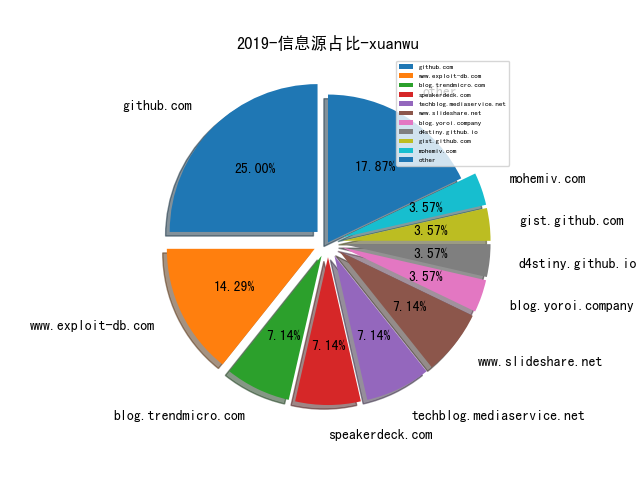 2019-信息源占比-xuanwu
github.com
www.exploit-db.com
blog.trendmicro.com
speakerdeck.com
techblog.mediaservice.net
www.slideshare.net
blog.yoroi.company
d4stiny.github.io
gist.github.com
mohemiv.com
other
other
github.com
25.00%
17.87%
mohemiv.com
3.57%
gist.github.com
3.57%
d4stiny.github.io
3.57%
blog.yoroi.company
3.57%
www.slideshare.net
7.14%
techblog.mediaservice.net
7.14%
speakerdeck.com
7.14%
blog.trendmicro.com
7.14%
www.exploit-db.com
14.29%